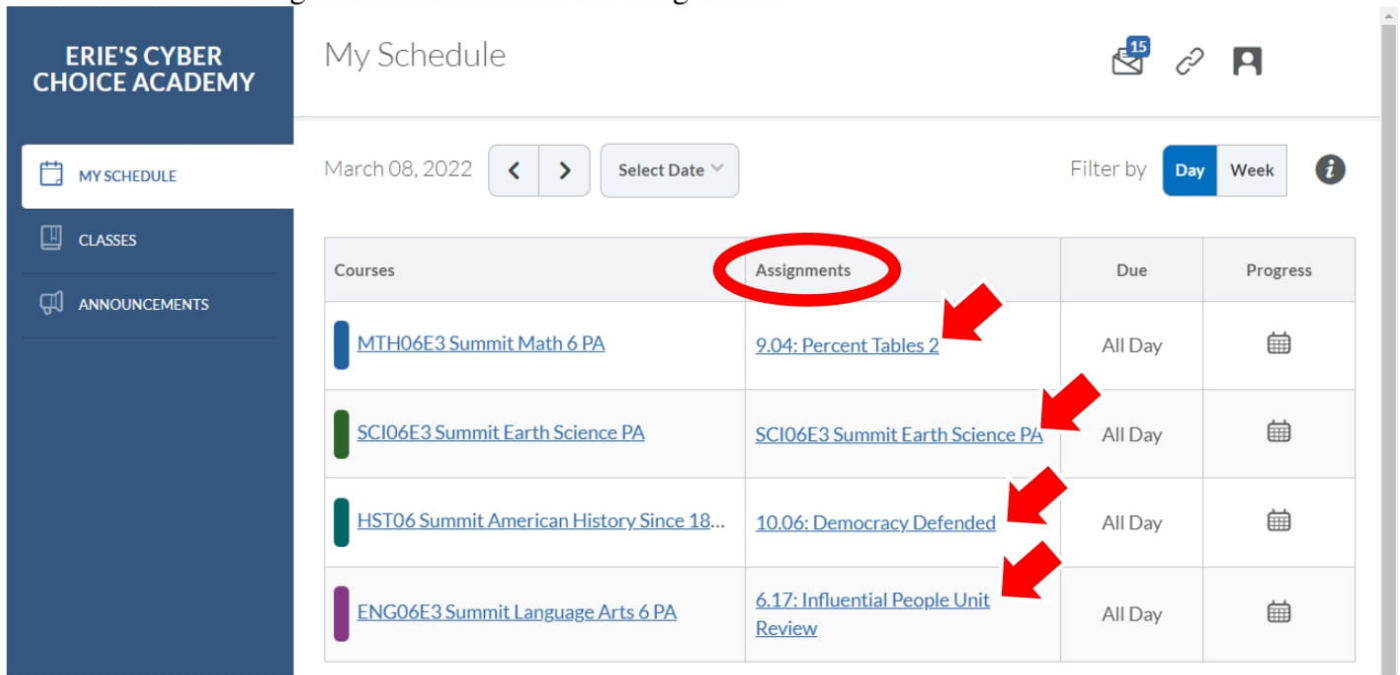 ERIE'S CYBER
CHOICE ACADEMY
MY SCHEDULE
CLASSES
ANNOUNCEMENTS
My Schedule
15
March 08, 2022
Select Date
Filter by Day Week
Courses Assignments Due Progress
MTH06E3 Summit Math 6 PA 9.04: Percent Tables 2 All Day
SCI06E3 Summit Earth Science PA SCI06E3 Summit Earth Science PA All Day
HST06 Summit American History Since 18... 10.06: Democracy Defended All Day
ENG06E3 Summit Language Arts 6 PA 6.17: Influential People Unit All Day
Review